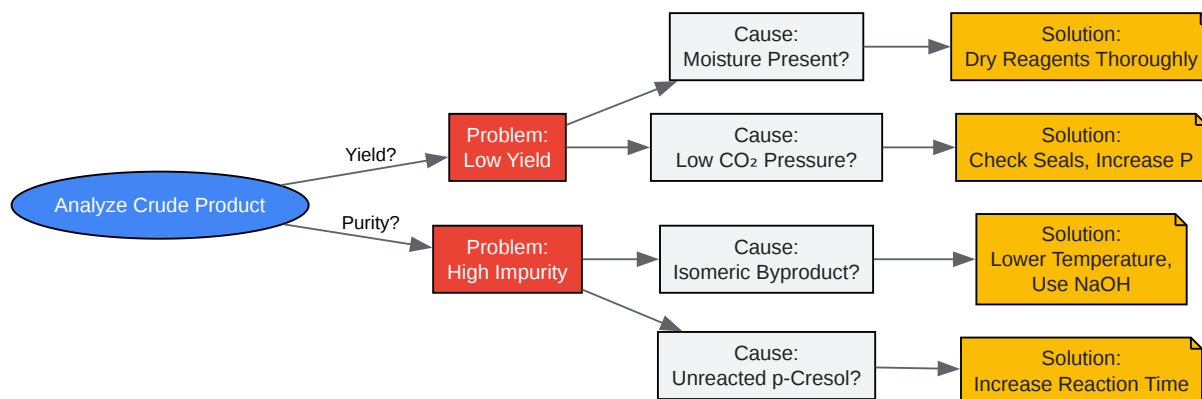 Analyze Crude Product
Yield?
Purity?
Problem:
Low Yield
Problem:
High Impurity
Cause:
Moisture Present?
Cause:
Low CO₂ Pressure?
Cause:
Isomeric Byproduct?
Cause:
Unreacted p-Cresol?
Solution:
Dry Reagents Thoroughly
Solution:
Check Seals, Increase P
Solution:
Lower Temperature,
Use NaOH
Solution:
Increase Reaction Time